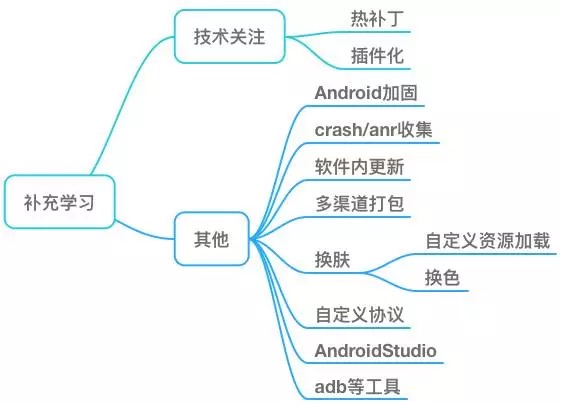 补充学习
技术关注
热补丁
插件化
其他
Android加固
crash/anr收集
软件内更新
多渠道打包
换肤
自定义资源加载
换色
自定义协议
AndroidStudio
adb等工具